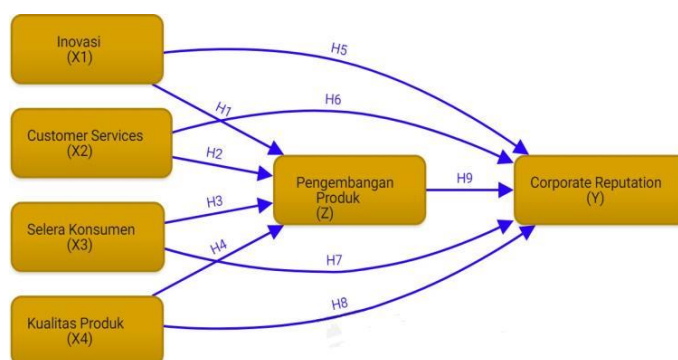 Inovasi
(X1)
H5
H1
Customer Services
(X2)
H6
H2
Pengembangan
Produk
(Z)
H9
Corporate Reputation
(Y)
Selera Konsumen
(X3)
H3
H4
H7
Kualitas Produk
(X4)
H8